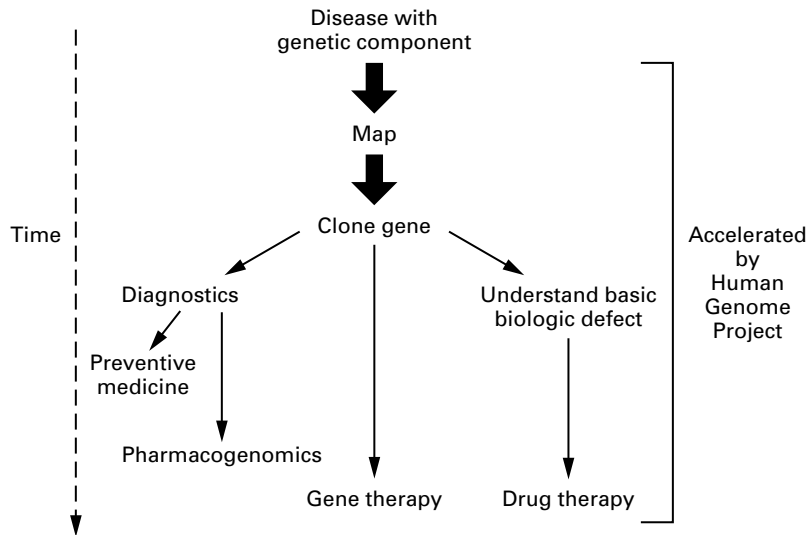 Disease with
genetic component
Map
Clone gene
Time
Accelerated
by
Human
Genome
Project
Diagnostics
Understand basic
biologic defect
Preventive
medicine
Pharmacogenomics
Gene therapy
Drug therapy